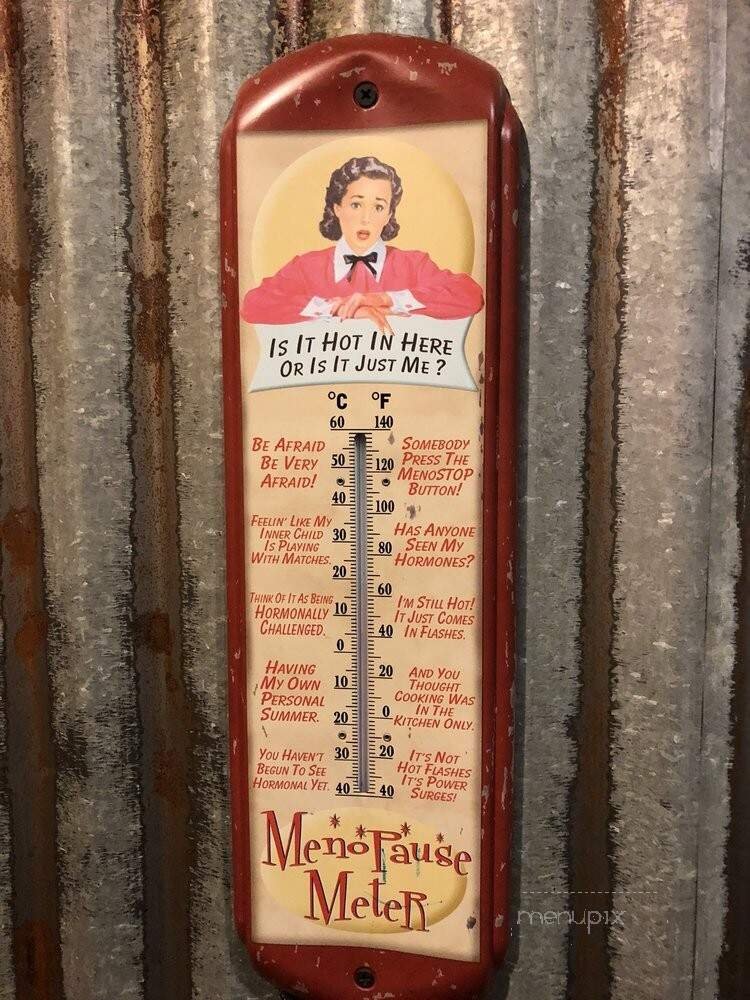 Is It Hot In Here
Or Is It Just Me ?
°C °F
60 140
Be Afraid
Be Very
Afraid!
Somebody
Press The
MenoSTOP
Button!
50 120
40 100
Feelin' Like My
Inner Child
Is Playing
With Matches.
Has Anyone
Seen My
Hormones?
30 80
20 60
Think Of It As Being
Hormonally
Challenged.
I'm Still Hot!
It Just Comes
In Flashes.
10 40
0 20
Having
My Own
Personal
Summer.
And You
Thought
Cooking Was
In The
Kitchen Only.
10 0
20 20
You Haven't
Begun To See
Hormonal Yet.
It's Not
Hot Flashes
It's Power
Surges!
30 40
40
MenoPause
Meter
menupix